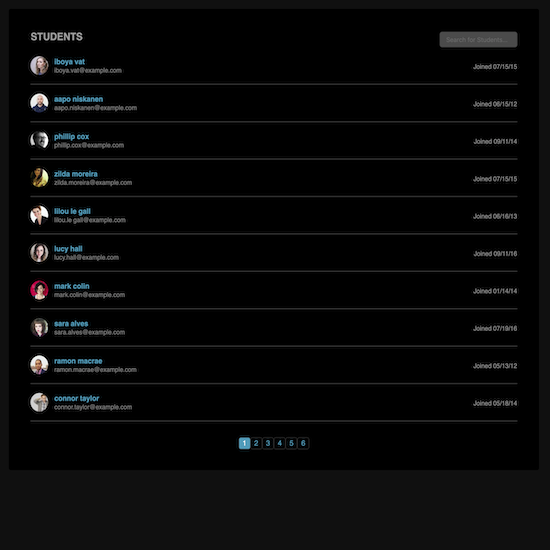 STUDENTS
Search for Students...
iboya vat
iboya.vat@example.com
Joined 07/15/15
aapo niskanen
aapo.niskanen@example.com
Joined 06/15/12
phillip cox
phillip.cox@example.com
Joined 09/11/14
zilda moreira
zilda.moreira@example.com
Joined 07/15/15
lilou le gall
lilou.le gall@example.com
Joined 06/16/13
lucy hall
lucy.hall@example.com
Joined 09/11/16
mark colin
mark.colin@example.com
Joined 01/14/14
sara alves
sara.alves@example.com
Joined 07/19/16
ramon macrae
ramon.macrae@example.com
Joined 05/13/12
connor taylor
connor.taylor@example.com
Joined 05/18/14
1 2 3 4 5 6